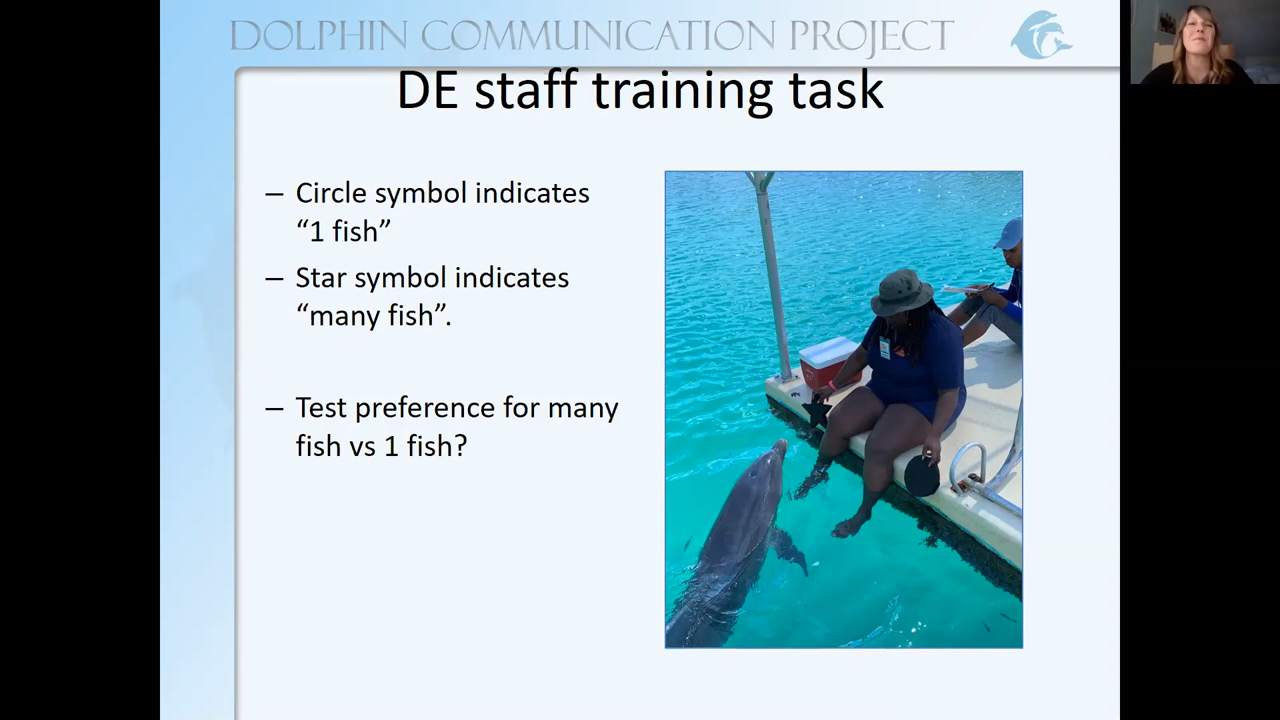 DOLPHIN COMMUNICATION PROJECT
DE staff training task
– Circle symbol indicates
“1 fish”
– Star symbol indicates
“many fish”.
– Test preference for many
fish vs 1 fish?